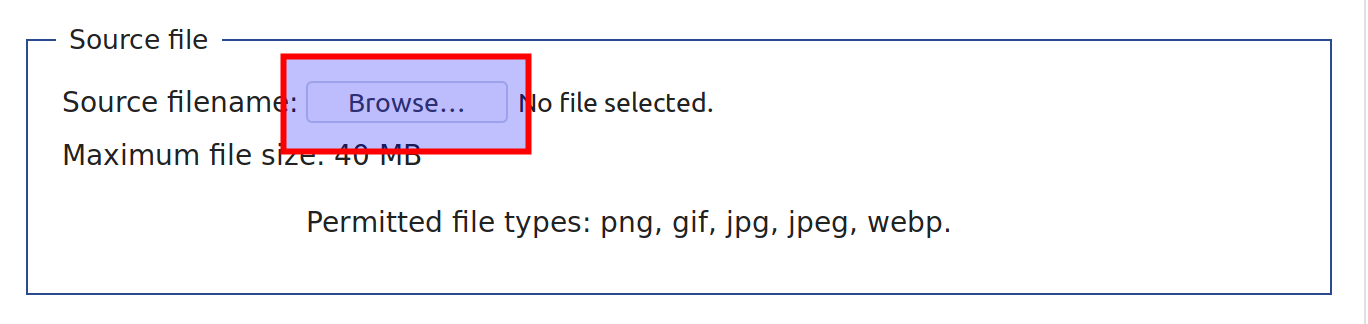 Source file
Source filename: Browse... No file selected.
Maximum file size: 40 MB
Permitted file types: png, gif, jpg, jpeg, webp.